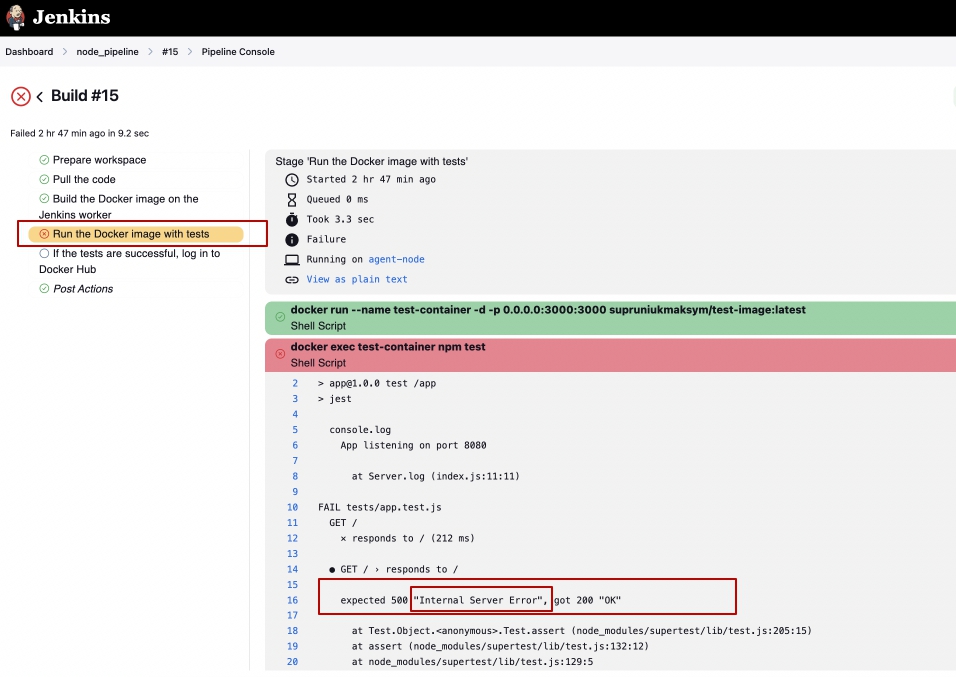 Jenkins
Dashboard > node_pipeline > #15 > Pipeline Console
Build #15
Failed 2 hr 47 min ago in 9.2 sec
Prepare workspace
Pull the code
Build the Docker image on the
Jenkins worker
Run the Docker image with tests
If the tests are successful, log in to
Docker Hub
Post Actions
Stage 'Run the Docker image with tests'
Started 2 hr 47 min ago
Queued 0 ms
Took 3.3 sec
Failure
Running on agent-node
View as plain text
docker run --name test-container -d -p 0.0.0.0:3000:3000 supruniukmaksym/test-image:latest
Shell Script
docker exec test-container npm test
Shell Script
2 > app@1.0.0 test /app
3 > jest
4
5 console.log
6 App listening on port 8080
7
8 at Server.log (index.js:11:11)
9
10 FAIL tests/app.test.js
11 GET /
12 × responds to / (212 ms)
13
14 ● GET / › responds to /
15
16 expected 500 "Internal Server Error", got 200 "OK"
17
18 at Test.Object.<anonymous>.Test.assert (node_modules/supertest/lib/test.js:205:15)
19 at assert (node_modules/supertest/lib/test.js:132:12)
20 at node_modules/supertest/lib/test.js:129:5